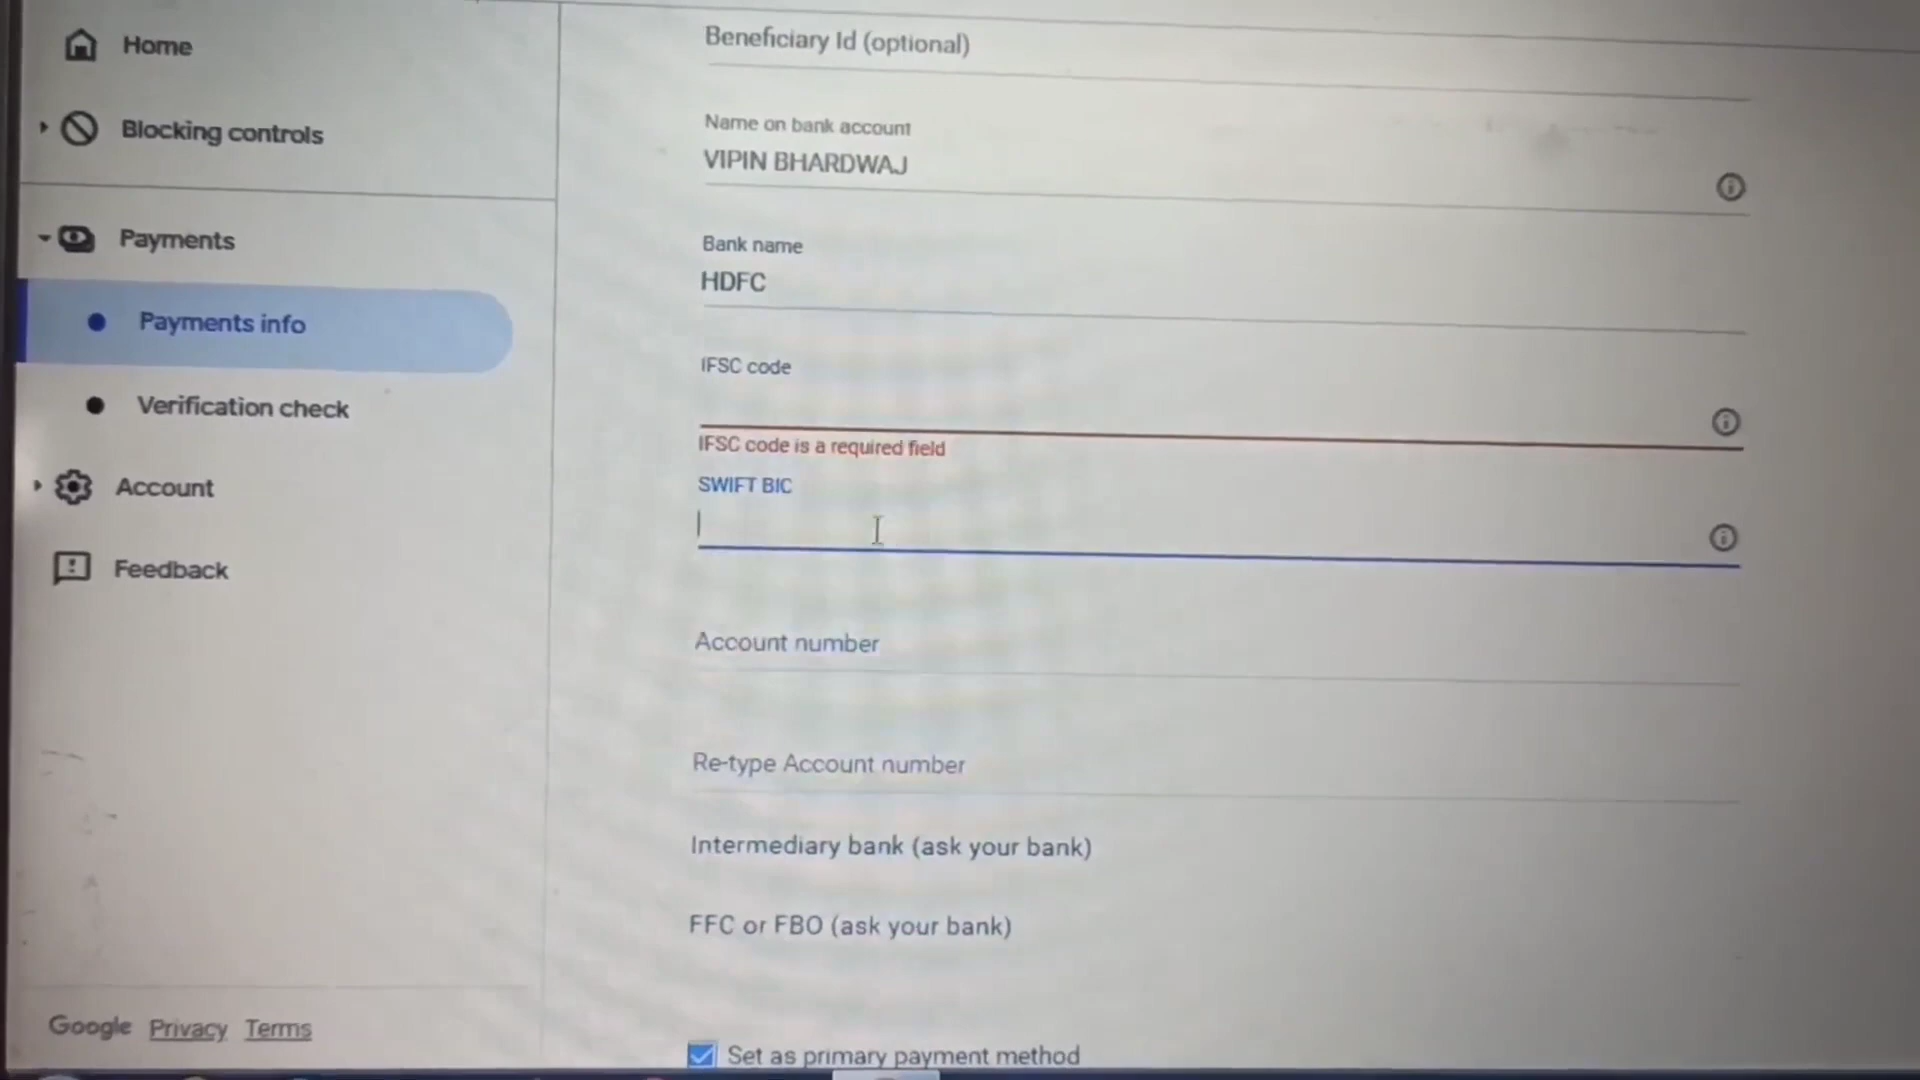 Home
Blocking controls
Payments
Payments info
Verification check
Account
Feedback
Google Privacy Terms
Beneficiary Id (optional)
Name on bank account
VIPIN BHARDWAJ
Bank name
HDFC
IFSC code
IFSC code is a required field
SWIFT BIC
Account number
Re-type Account number
Intermediary bank (ask your bank)
FFC or FBO (ask your bank)
Set as primary payment method